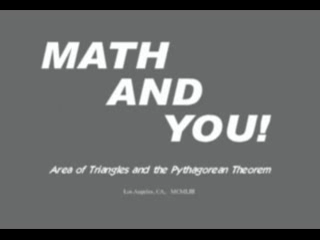 MATH
AND
YOU!
Area of Triangles and the Pythagorean Theorem
Los Angeles, CA,